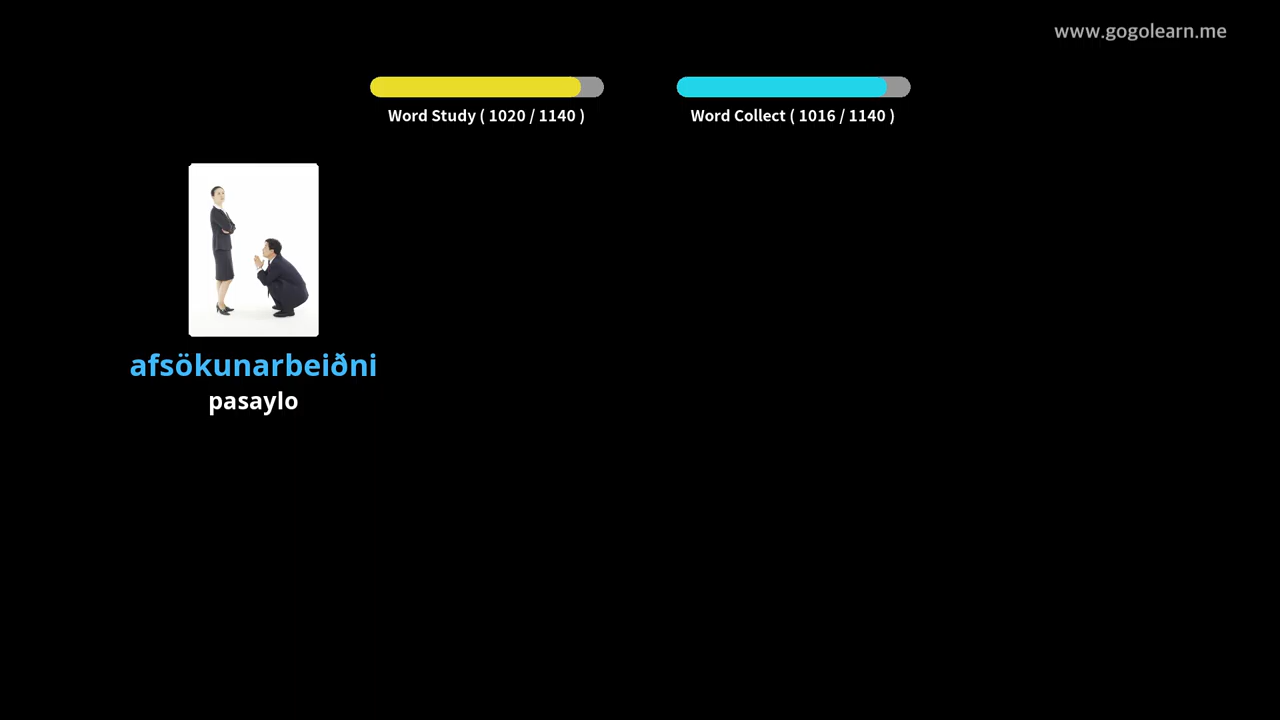 www.gogolearn.me
Word Study ( 1020 / 1140 )
Word Collect ( 1016 / 1140 )
afsökunarbeiðni
pasaylo